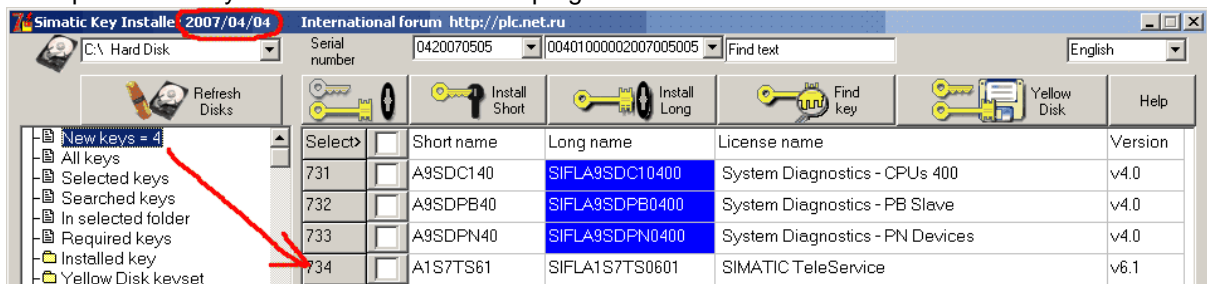 Simatic Key Installer 2007/04/04 International forum http://plc.net.ru
C:\ Hard Disk
Serial number
0420070505
00401000002007005005
Find text
English
Refresh Disks
Install Short
Install Long
Find key
Yellow Disk
Help
New keys = 4
All keys
Selected keys
Searched keys
In selected folder
Required keys
Installed key
Yellow Disk keyset
Select> Short name Long name License name Version
731 A9SDC140 SIFLA9SDC10400 System Diagnostics - CPUs 400 v4.0
732 A9SDPB40 SIFLA9SDPB0400 System Diagnostics - PB Slave v4.0
733 A9SDPN40 SIFLA9SDPN0400 System Diagnostics - PN Devices v4.0
734 A1S7TS61 SIFLA1S7TS0601 SIMATIC TeleService v6.1